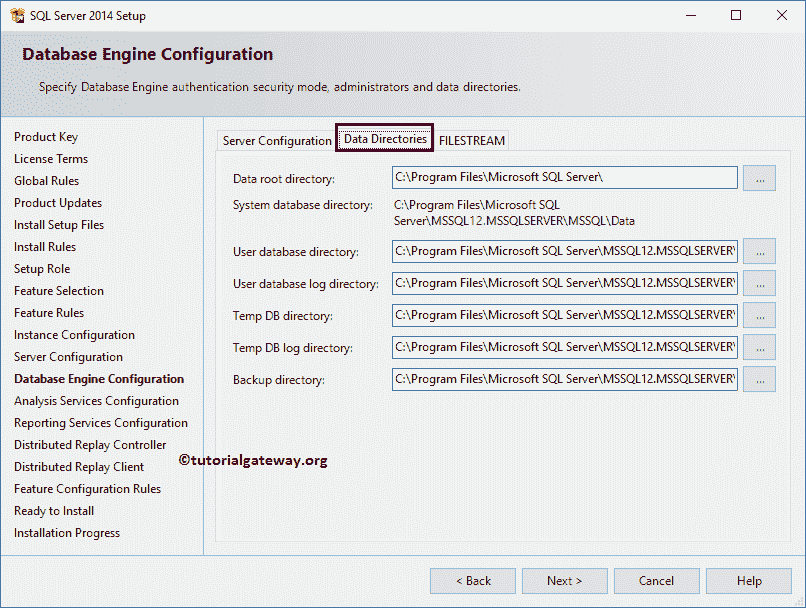 SQL Server 2014 Setup
Database Engine Configuration
Specify Database Engine authentication security mode, administrators and data directories.
Product Key
License Terms
Global Rules
Product Updates
Install Setup Files
Install Rules
Setup Role
Feature Selection
Feature Rules
Instance Configuration
Server Configuration
Database Engine Configuration
Analysis Services Configuration
Reporting Services Configuration
Distributed Replay Controller
Distributed Replay Client
Feature Configuration Rules
Ready to Install
Installation Progress
©tutorialgateway.org
Server Configuration Data Directories FILESTREAM
Data root directory: C:\Program Files\Microsoft SQL Server\ ...
System database directory: C:\Program Files\Microsoft SQL
Server\MSSQL12.MSSQLSERVER\MSSQL\Data
User database directory: C:\Program Files\Microsoft SQL Server\MSSQL12.MSSQLSERVER\ ...
User database log directory: C:\Program Files\Microsoft SQL Server\MSSQL12.MSSQLSERVER\ ...
Temp DB directory: C:\Program Files\Microsoft SQL Server\MSSQL12.MSSQLSERVER\ ...
Temp DB log directory: C:\Program Files\Microsoft SQL Server\MSSQL12.MSSQLSERVER\ ...
Backup directory: C:\Program Files\Microsoft SQL Server\MSSQL12.MSSQLSERVER\ ...
< Back Next > Cancel Help